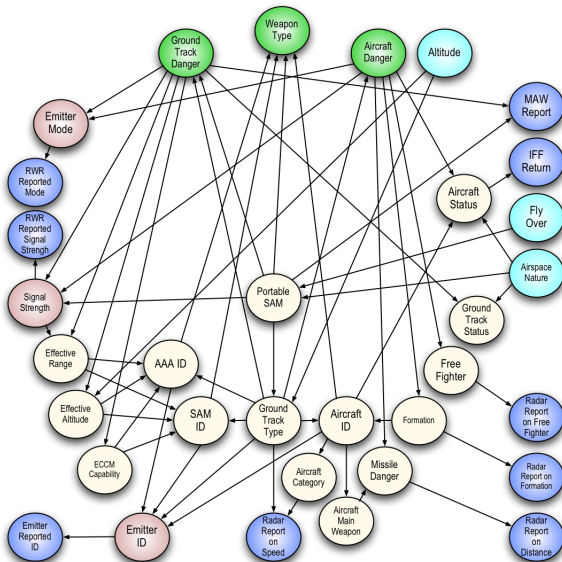 Ground
Track
Danger
Weapon
Type
Aircraft
Danger
Altitude
MAW
Report
Emitter
Mode
IFF
Return
RWR
Reported
Mode
Aircraft
Status
Fly
Over
RWR
Reported
Signal
Strengh
Airspace
Nature
Signal
Strength
Portable
SAM
Ground
Track
Status
Effective
Range
AAA ID
Free
Fighter
Effective
Altitude
SAM
ID
Ground
Track
Type
Aircraft
ID
Formation
Radar
Report
on Free
Fighter
ECCM
Capability
Aircraft
Category
Missile
Danger
Radar
Report on
Formation
Aircraft
Main
Weapon
Emitter
Reported
ID
Emitter
ID
Radar
Report
on
Speed
Radar
Report
on
Distance